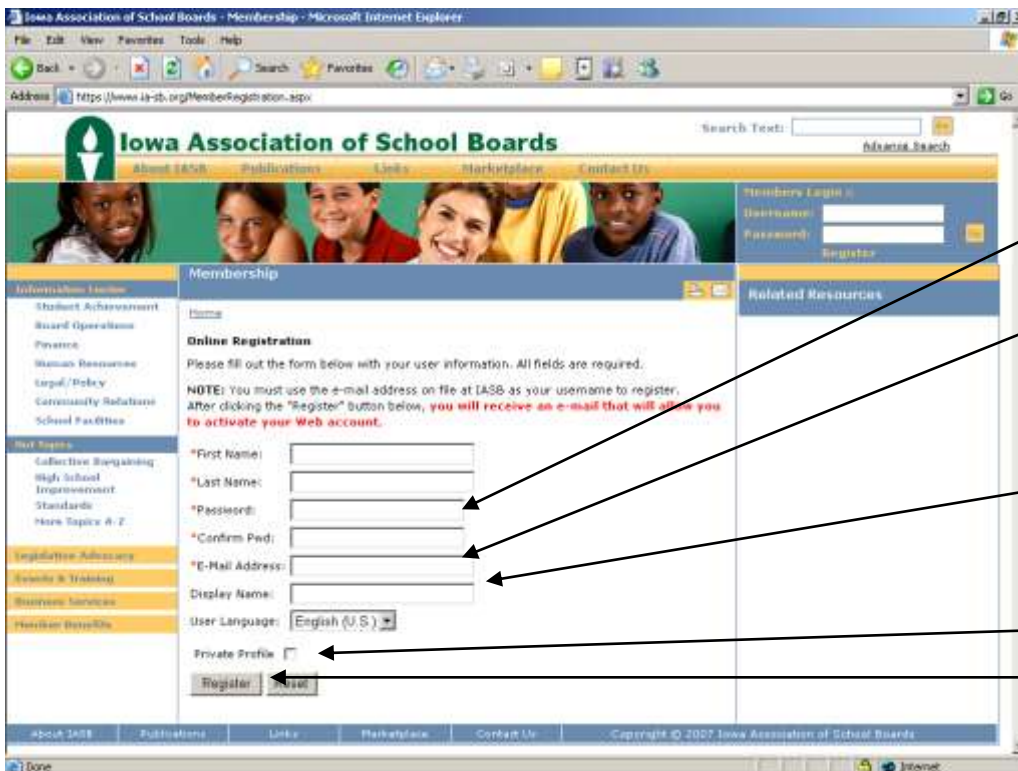 Iowa Association of School Boards - Membership - Microsoft Internet Explorer
File Edit View Favorites Tools Help
Back Search Favorites
Address https://www.ia-sb.org/MemberRegistration.aspx Go
Iowa Association of School Boards
Search Text: Go
Advance Search
About IASB Publications Links Marketplace Contact Us
Members Login
Username:
Password:
Register
Membership
Related Resources
Information Center
Student Achievement
Board Operations
Finance
Human Resources
Legal/Policy
Community Relations
School Facilities
Hot Topics
Collective Bargaining
High School
Improvement
Standards
More Topics A-Z
Legislative Advocacy
Events & Training
Business Services
Member Benefits
Home
Online Registration
Please fill out the form below with your user information. All fields are required.
NOTE: You must use the e-mail address on file at IASB as your username to register.
After clicking the "Register" button below, you will receive an e-mail that will allow you
to activate your Web account.
*First Name:
*Last Name:
*Password:
*Confirm Pwd:
*E-Mail Address:
Display Name:
User Language: English (U.S.)
Private Profile
Register Reset
About IASB Publications Links Marketplace Contact Us Copyright © 2007 Iowa Association of School Boards
Done Internet